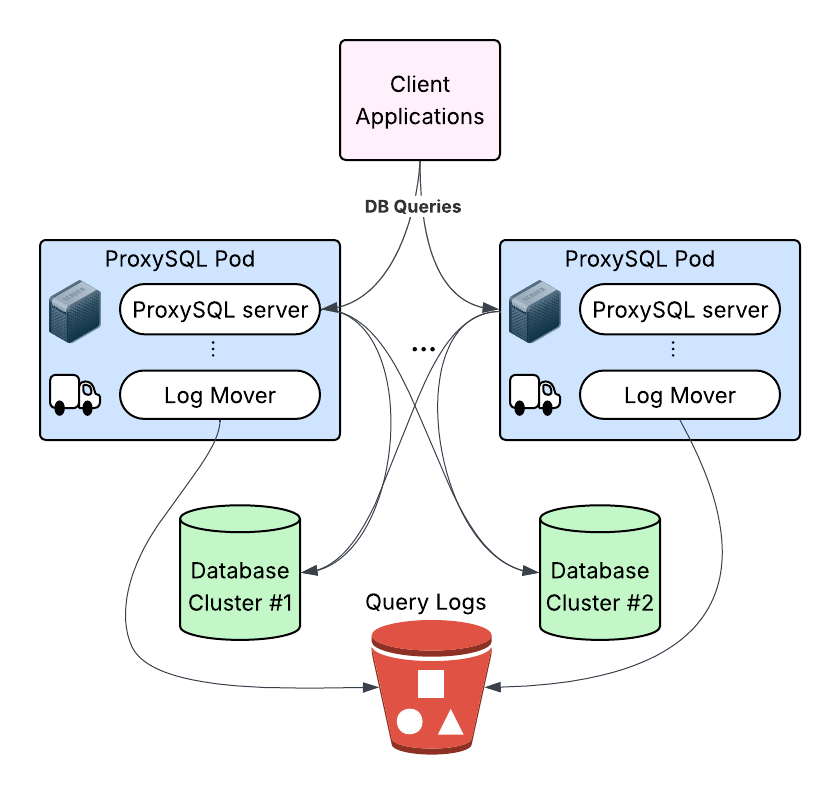 Client
Applications
DB Queries
ProxySQL Pod
ProxySQL server
Log Mover
...
ProxySQL Pod
ProxySQL server
Log Mover
Database
Cluster #1
Database
Cluster #2
Query Logs